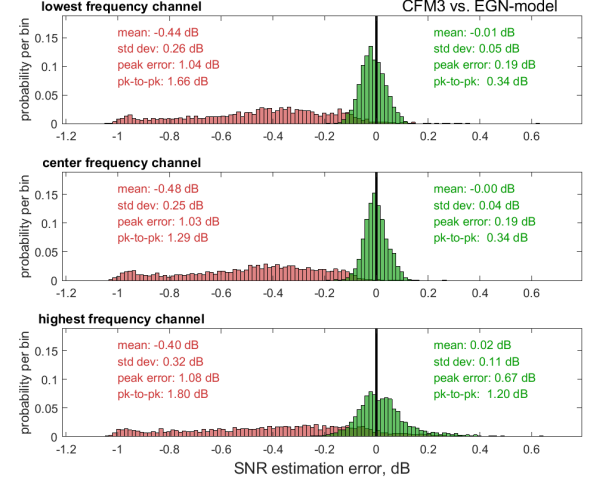 lowest frequency channel
CFM3 vs. EGN-model
probability per bin
0.15
0.1
0.05
0
mean: -0.44 dB
std dev: 0.26 dB
peak error: 1.04 dB
pk-to-pk: 1.66 dB
mean: -0.01 dB
std dev: 0.05 dB
peak error: 0.19 dB
pk-to-pk: 0.34 dB
-1.2 -1 -0.8 -0.6 -0.4 -0.2 0 0.2 0.4 0.6
center frequency channel
probability per bin
0.15
0.1
0.05
0
mean: -0.48 dB
std dev: 0.25 dB
peak error: 1.03 dB
pk-to-pk: 1.29 dB
mean: -0.00 dB
std dev: 0.04 dB
peak error: 0.19 dB
pk-to-pk: 0.34 dB
-1.2 -1 -0.8 -0.6 -0.4 -0.2 0 0.2 0.4 0.6
highest frequency channel
probability per bin
0.15
0.1
0.05
0
mean: -0.40 dB
std dev: 0.32 dB
peak error: 1.08 dB
pk-to-pk: 1.80 dB
mean: 0.02 dB
std dev: 0.11 dB
peak error: 0.67 dB
pk-to-pk: 1.20 dB
-1.2 -1 -0.8 -0.6 -0.4 -0.2 0 0.2 0.4 0.6
SNR estimation error, dB